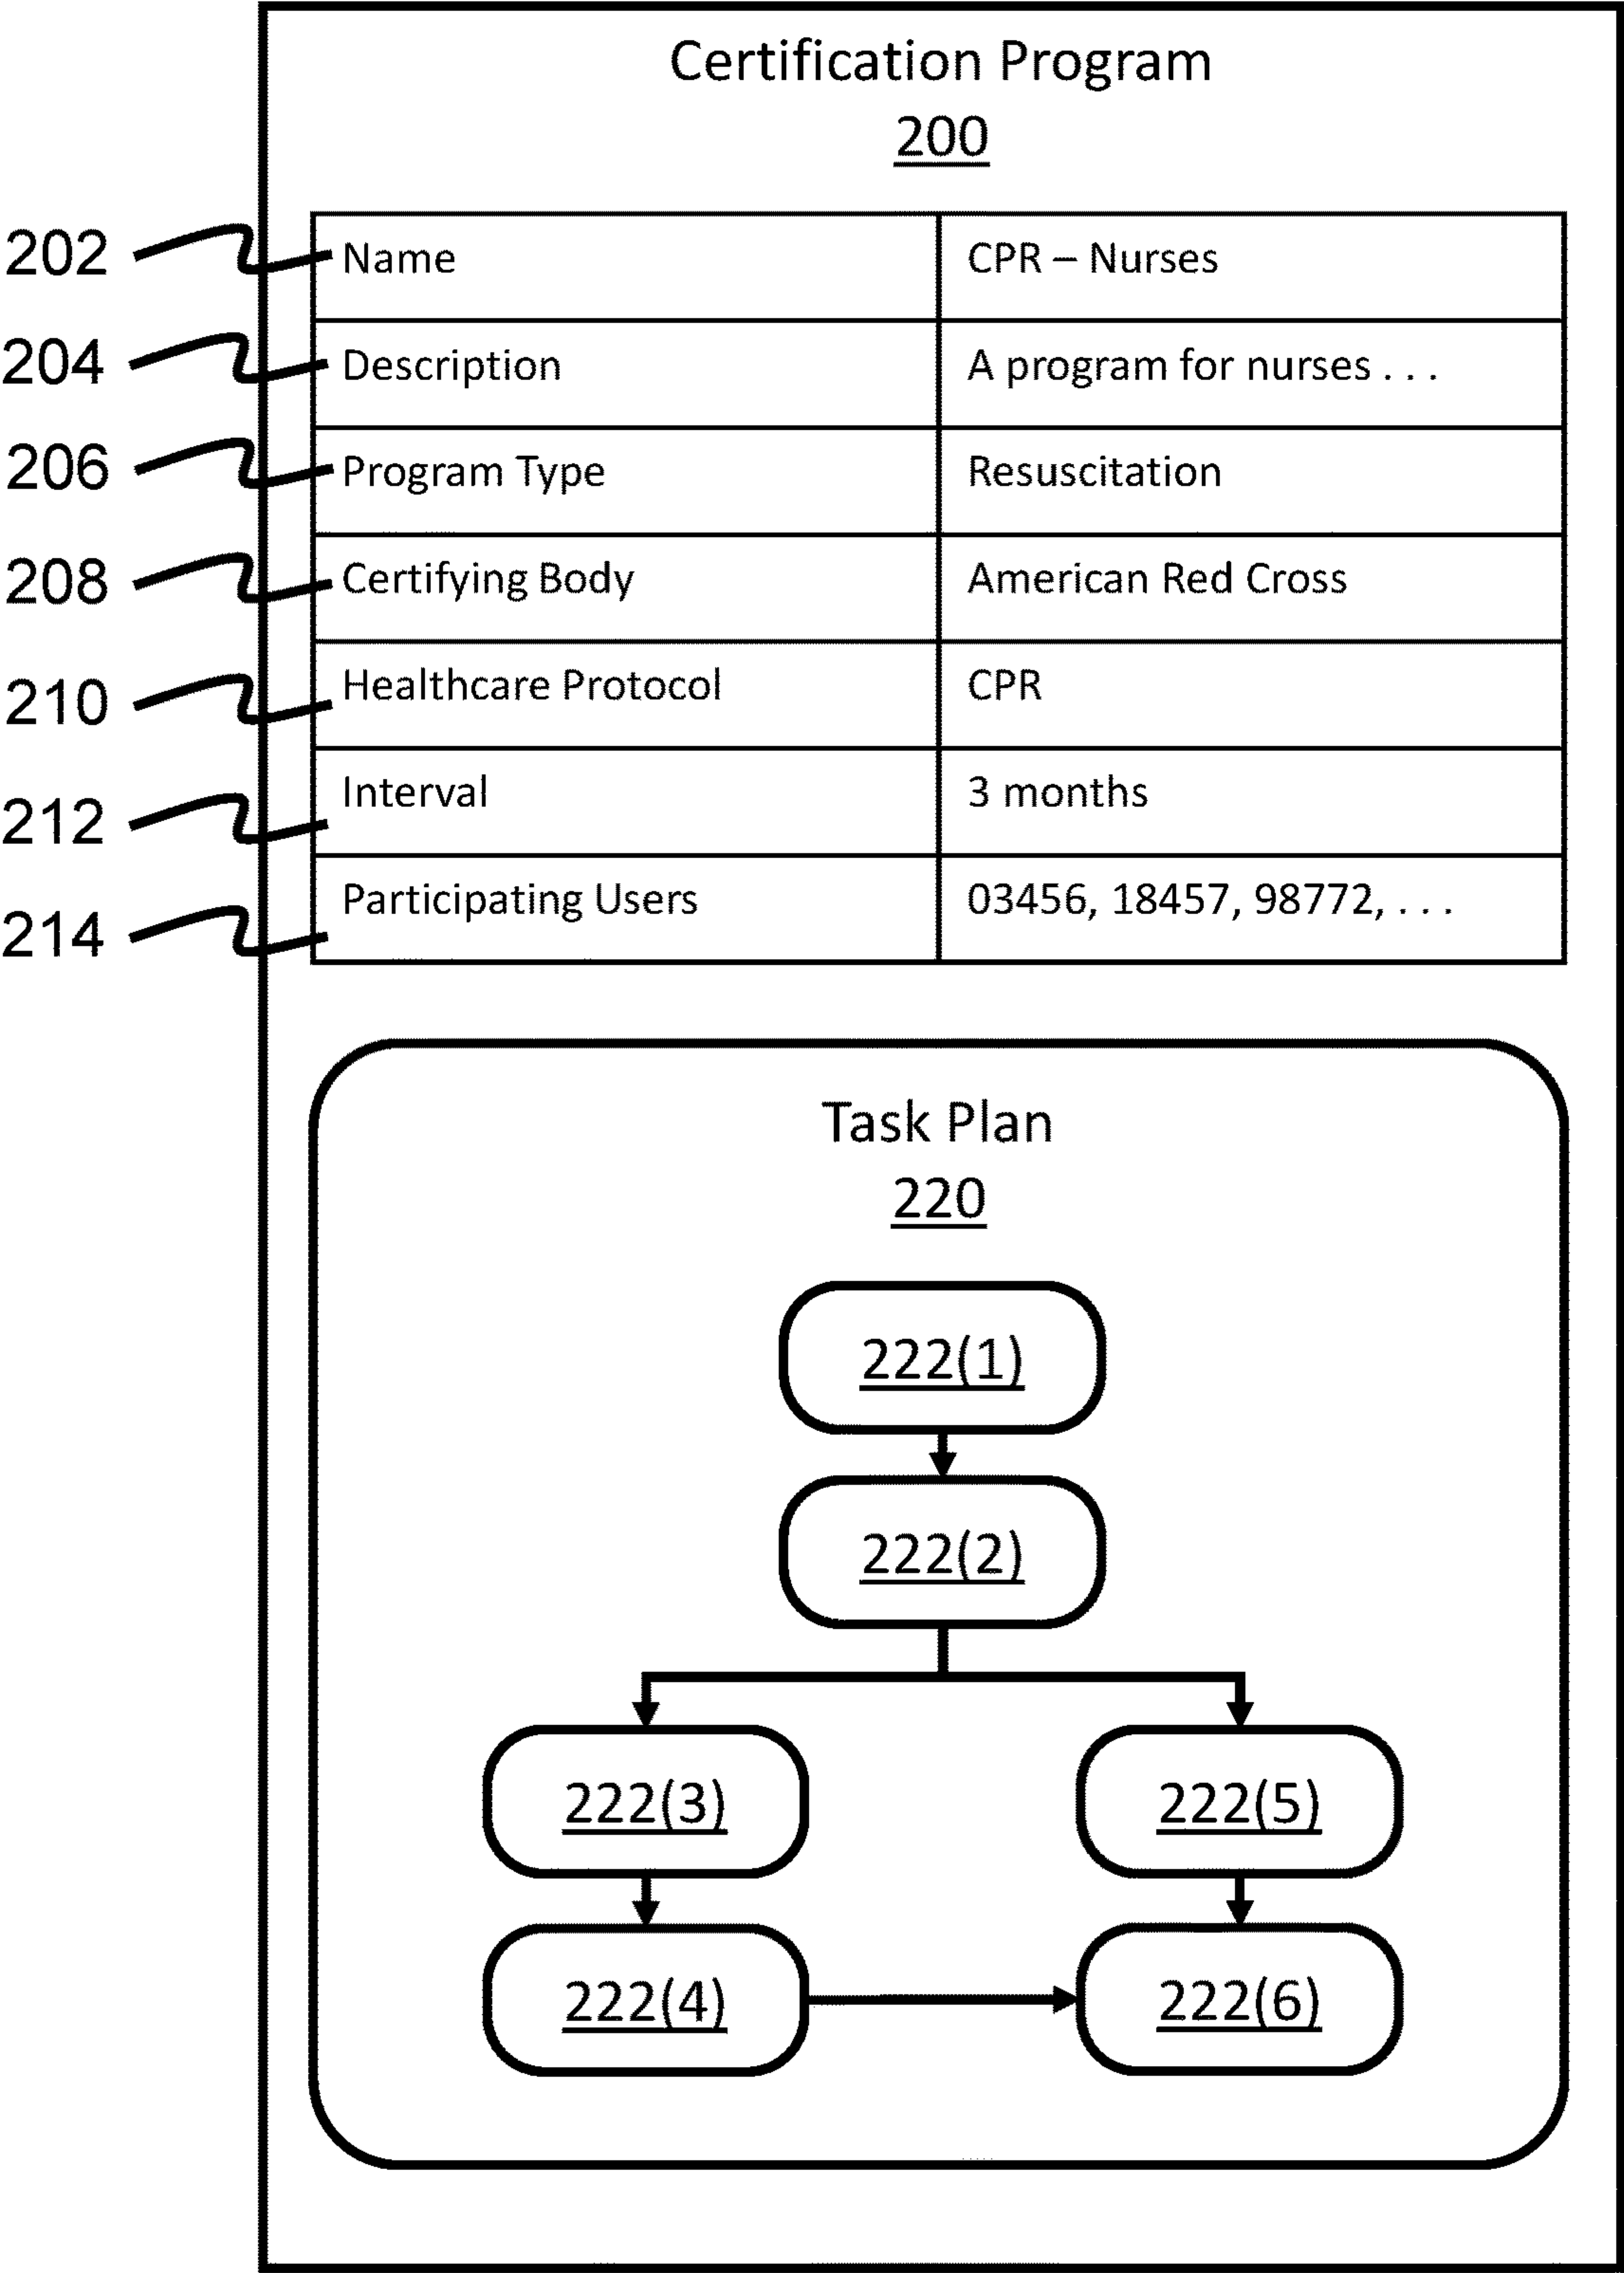 Certification Program
200
202 Name CPR – Nurses
204 Description A program for nurses . . .
206 Program Type Resuscitation
208 Certifying Body American Red Cross
210 Healthcare Protocol CPR
212 Interval 3 months
214 Participating Users 03456, 18457, 98772, . . .
Task Plan
220
222(1)
222(2)
222(3) 222(5)
222(4) 222(6)